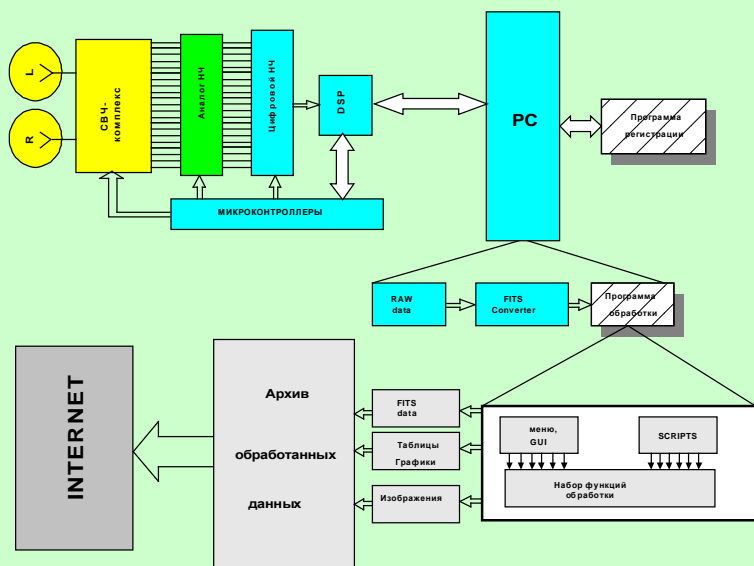 L
R
СВЧ-
комплекс
Аналог НЧ
Цифровой НЧ
DSP
PC
Программа
регистрации
МИКРОКОНТРОЛЛЕРЫ
RAW
data
FITS
Converter
Программа
обработки
INTERNET
Архив
обработанных
данных
FITS
data
Таблицы
Графики
Изображения
меню,
GUI
SCRIPTS
Набор функций
обработки